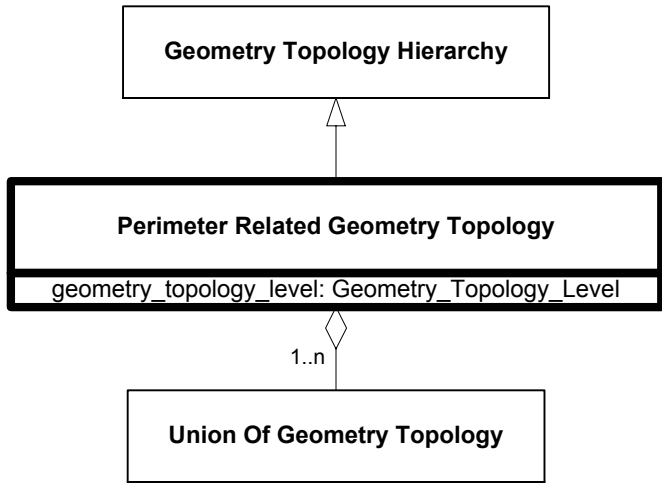 Geometry Topology Hierarchy
Perimeter Related Geometry Topology
geometry_topology_level: Geometry_Topology_Level
1..n
Union Of Geometry Topology